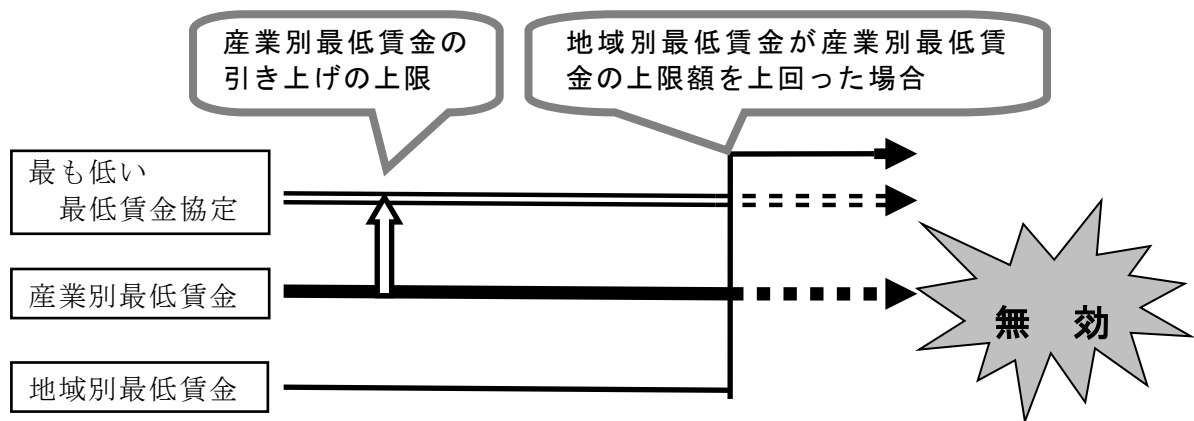 産業別最低賃金の
引き上げの上限
地域別最低賃金が産業別最低賃
金の上限額を上回った場合
最も低い
最低賃金協定
産業別最低賃金
地域別最低賃金
無　効